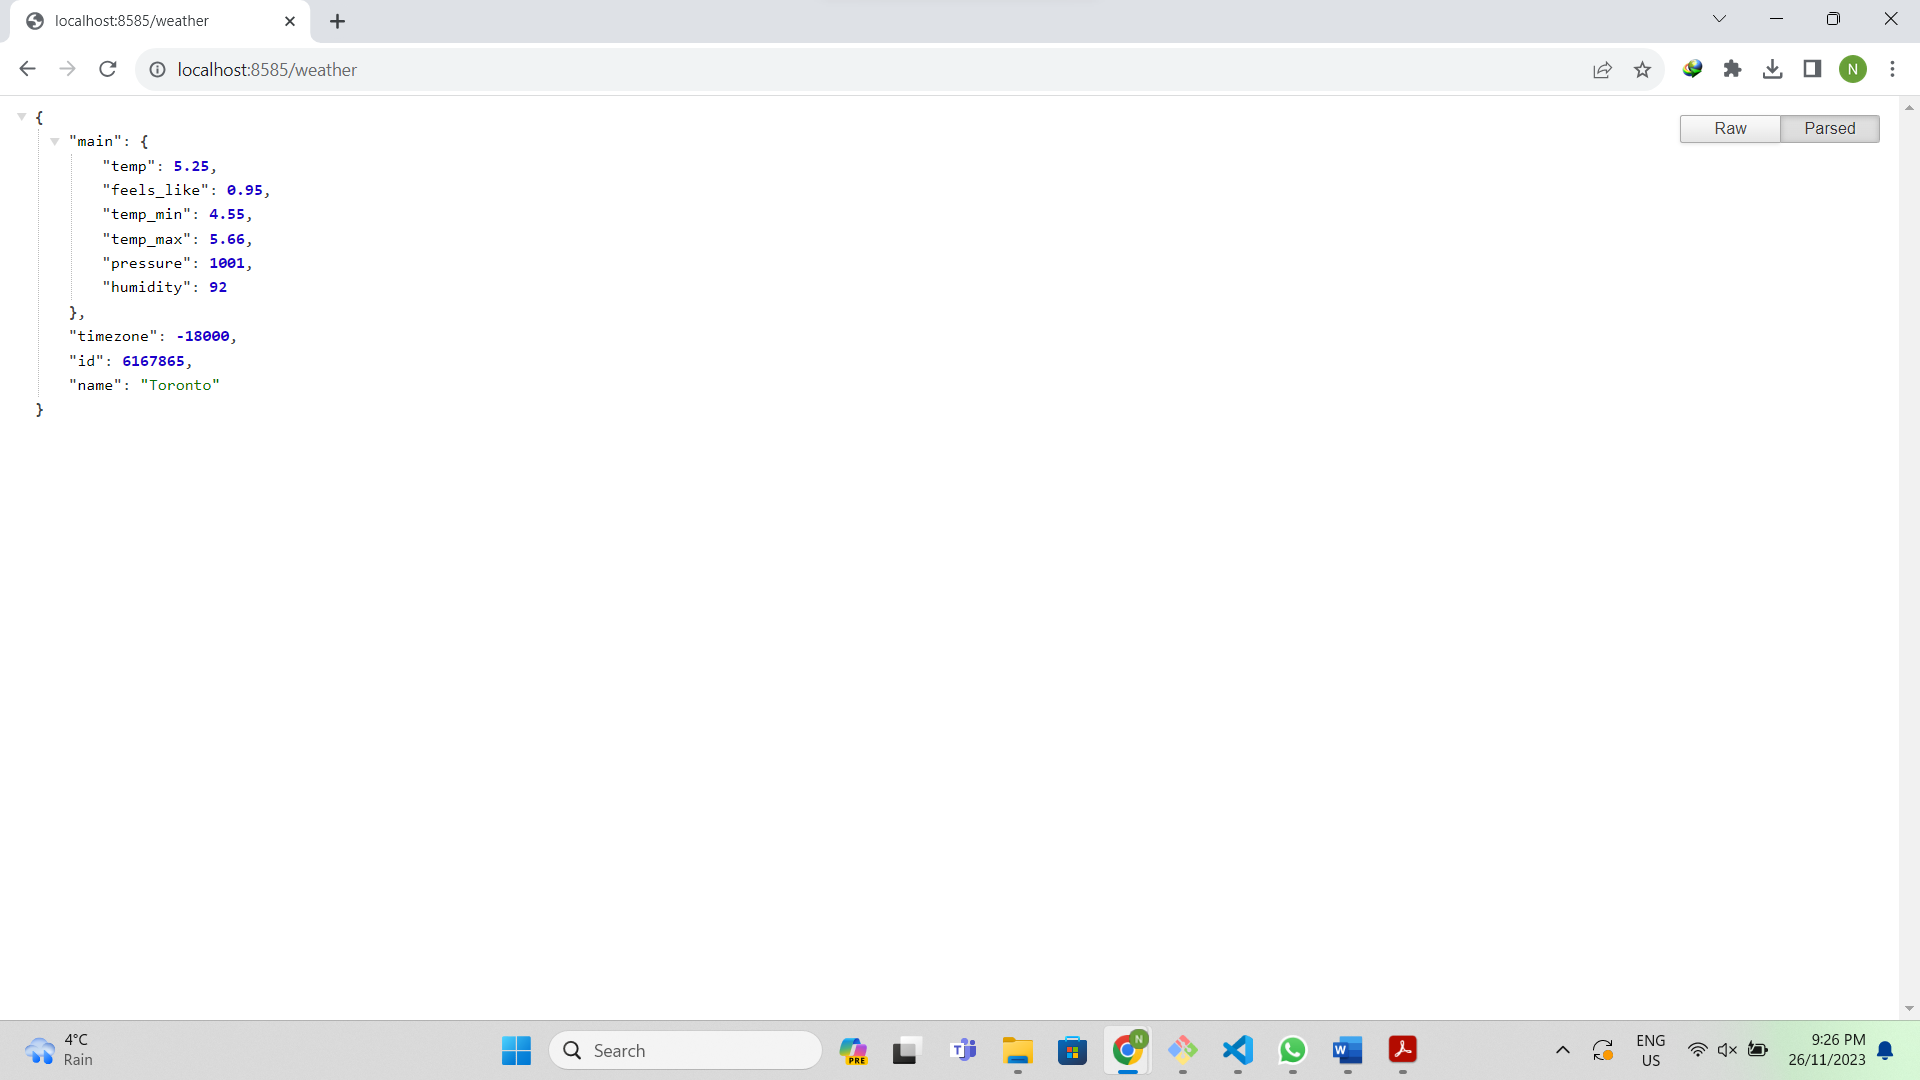 localhost:8585/weather
localhost:8585/weather
N
Raw
Parsed
{
"main": {
"temp": 5.25,
"feels_like": 0.95,
"temp_min": 4.55,
"temp_max": 5.66,
"pressure": 1001,
"humidity": 92
},
"timezone": -18000,
"id": 6167865,
"name": "Toronto"
}
4°C
Rain
Search
PRE
T
N
W
ENG
US
9:26 PM
26/11/2023